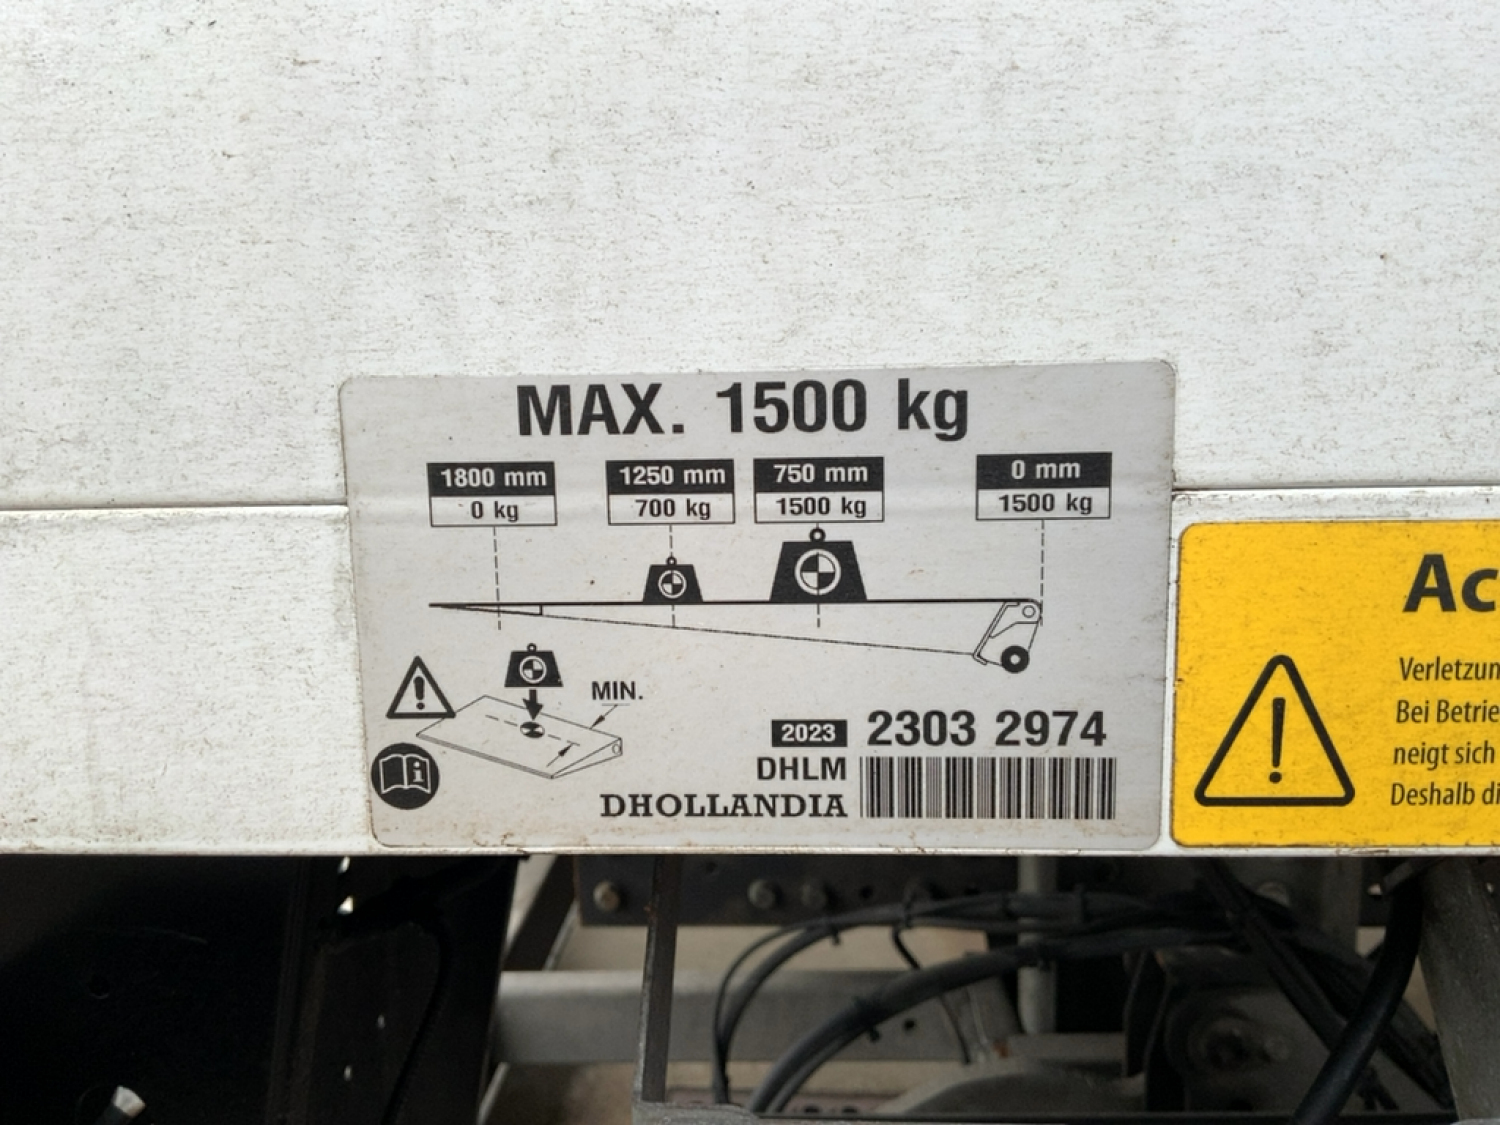 MAX. 1500 kg
1800 mm 1250 mm 750 mm 0 mm
0 kg 700 kg 1500 kg 1500 kg
MIN.
2023 2303 2974
DHLM
DHOLLANDIA
Ac
Verletzun
Bei Betrie
neigt sich
Deshalb di